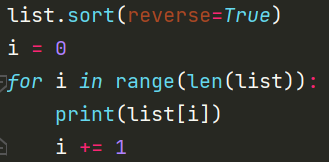 list.sort(reverse=True)
i = 0
for i in range(len(list)):
    print(list[i])
    i += 1